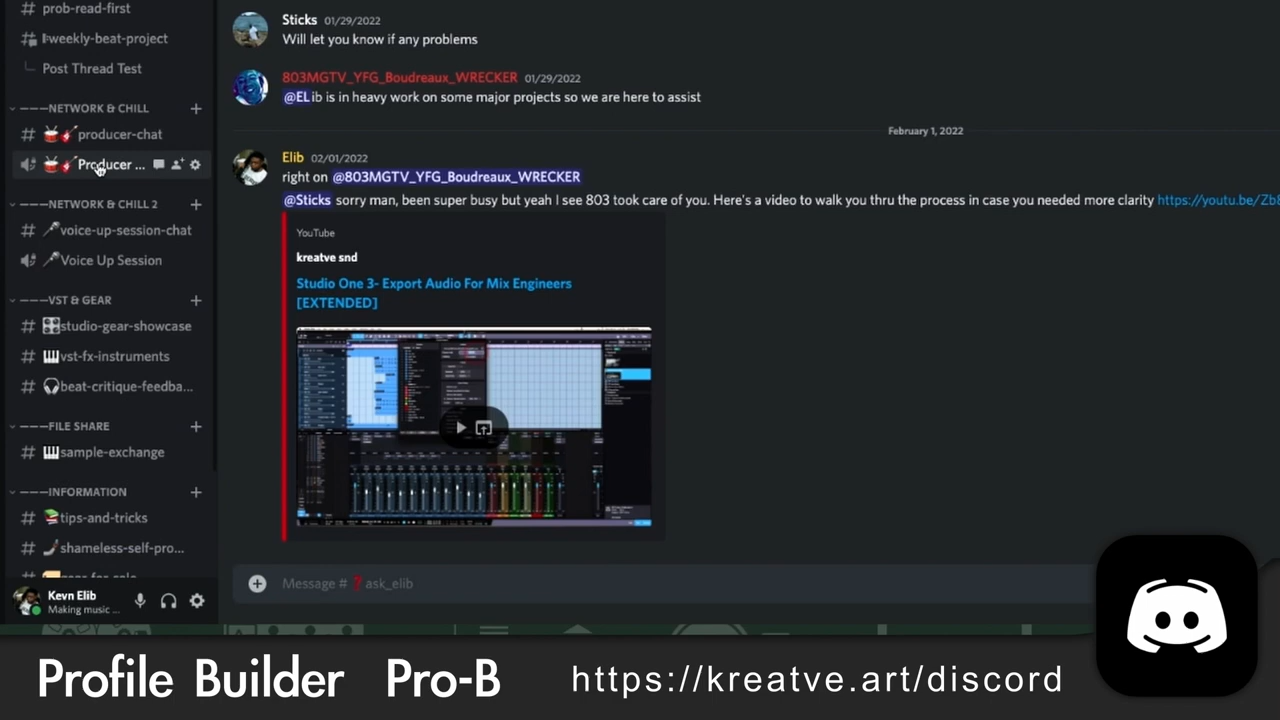 # prob-read-first
weekly-beat-project
Post Thread Test
———NETWORK & CHILL +
# producer-chat
Producer ...
———NETWORK & CHILL 2 +
# voice-up-session-chat
Voice Up Session
———VST & GEAR +
# studio-gear-showcase
# vst-fx-instruments
# beat-critique-feedba...
———FILE SHARE +
# sample-exchange
———INFORMATION +
# tips-and-tricks
# shameless-self-pro...
Kevn Elib
Making music ...
Sticks 01/29/2022
Will let you know if any problems
803MGTV_YFG_Boudreaux_WRECKER 01/29/2022
@ELib is in heavy work on some major projects so we are here to assist
February 1, 2022
Elib 02/01/2022
right on @803MGTV_YFG_Boudreaux_WRECKER
@Sticks sorry man, been super busy but yeah I see 803 took care of you. Here's a video to walk you thru the process in case you needed more clarity https://youtu.be/Zb8
YouTube
kreatve snd
Studio One 3- Export Audio For Mix Engineers
[EXTENDED]
Message # ❓ask_elib
Profile Builder Pro-B https://kreatve.art/discord